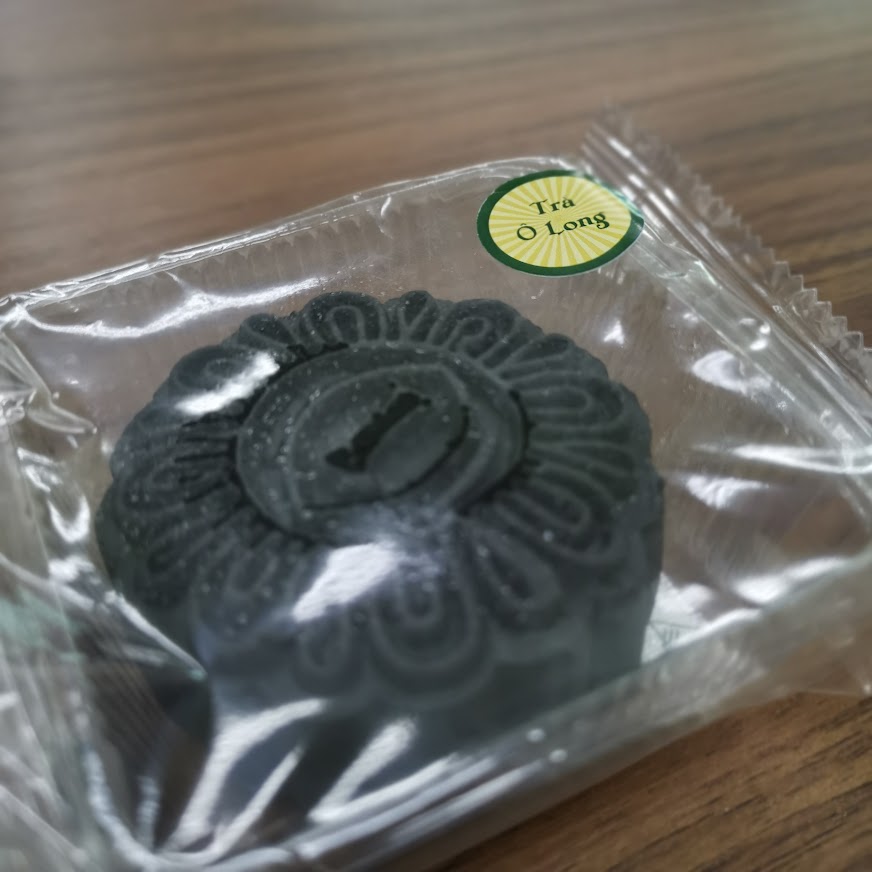 Trà
Ô Long